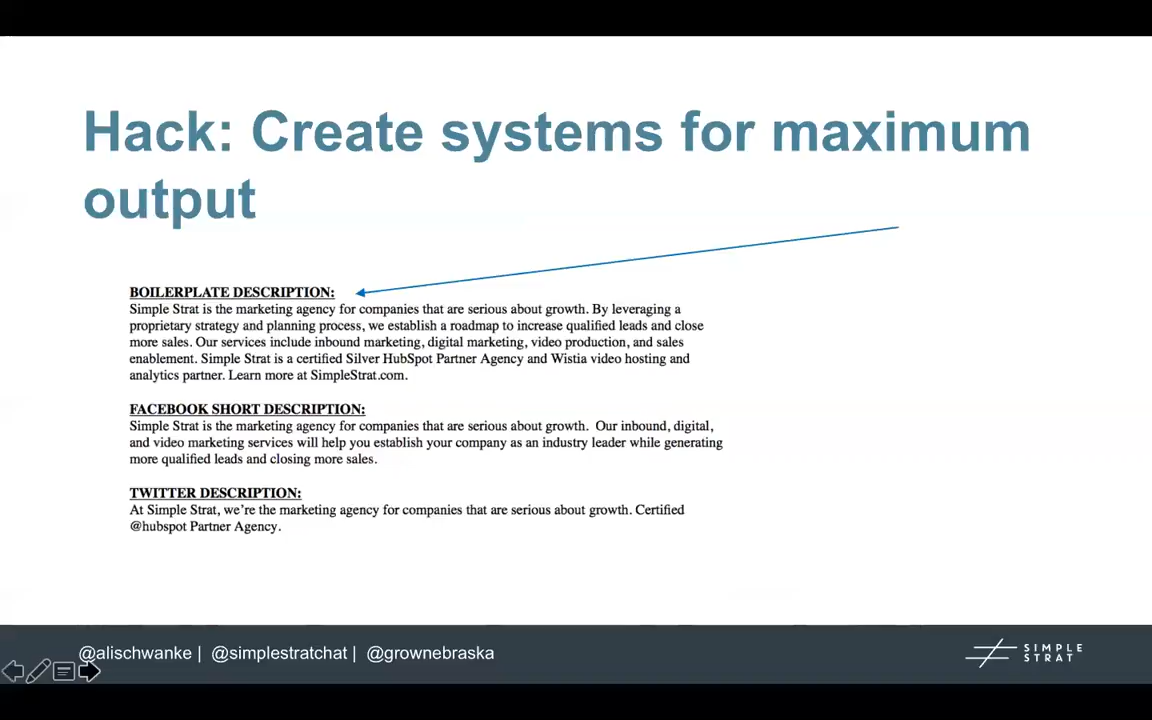 Hack: Create systems for maximum
output
BOILERPLATE DESCRIPTION:
Simple Strat is the marketing agency for companies that are serious about growth. By leveraging a
proprietary strategy and planning process, we establish a roadmap to increase qualified leads and close
more sales. Our services include inbound marketing, digital marketing, video production, and sales
enablement. Simple Strat is a certified Silver HubSpot Partner Agency and Wistia video hosting and
analytics partner. Learn more at SimpleStrat.com.
FACEBOOK SHORT DESCRIPTION:
Simple Strat is the marketing agency for companies that are serious about growth.  Our inbound, digital,
and video marketing services will help you establish your company as an industry leader while generating
more qualified leads and closing more sales.
TWITTER DESCRIPTION:
At Simple Strat, we’re the marketing agency for companies that are serious about growth. Certified
@hubspot Partner Agency.
@alischwanke | @simplestratchat | @grownebraska
SIMPLE
STRAT